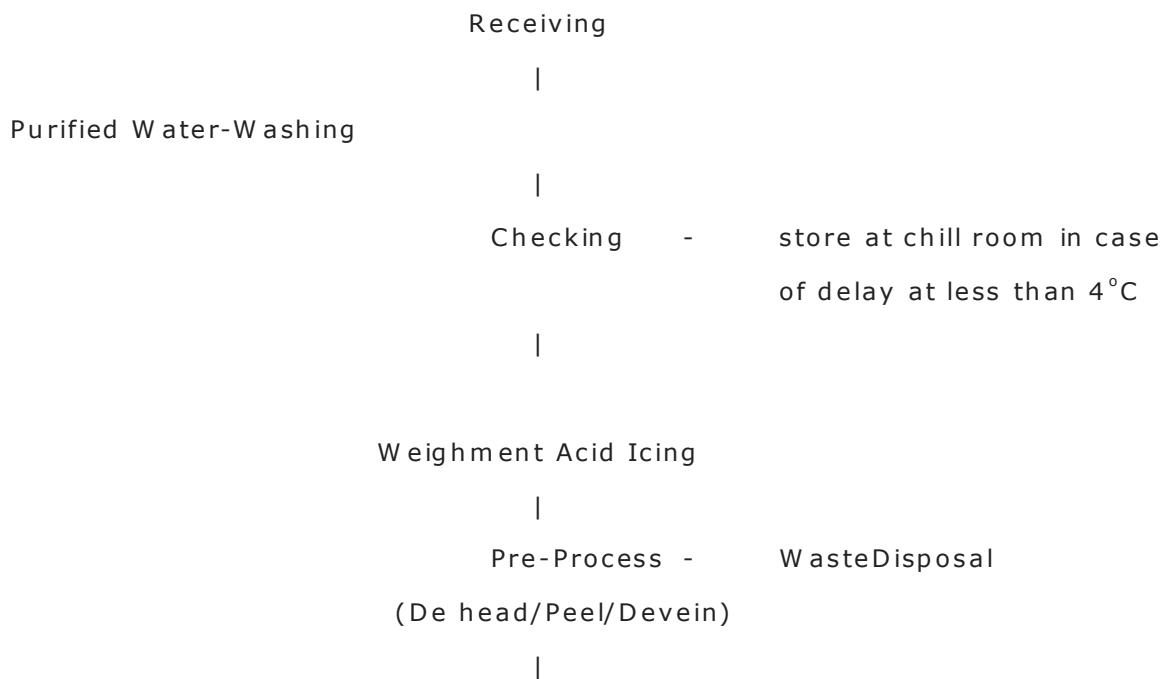 Receiving
|
Purified Water-Washing
|
Checking - store at chill room in case
of delay at less than 4°C
|
Weighment Acid Icing
|
Pre-Process - WasteDisposal
(De head/Peel/Devein)
|